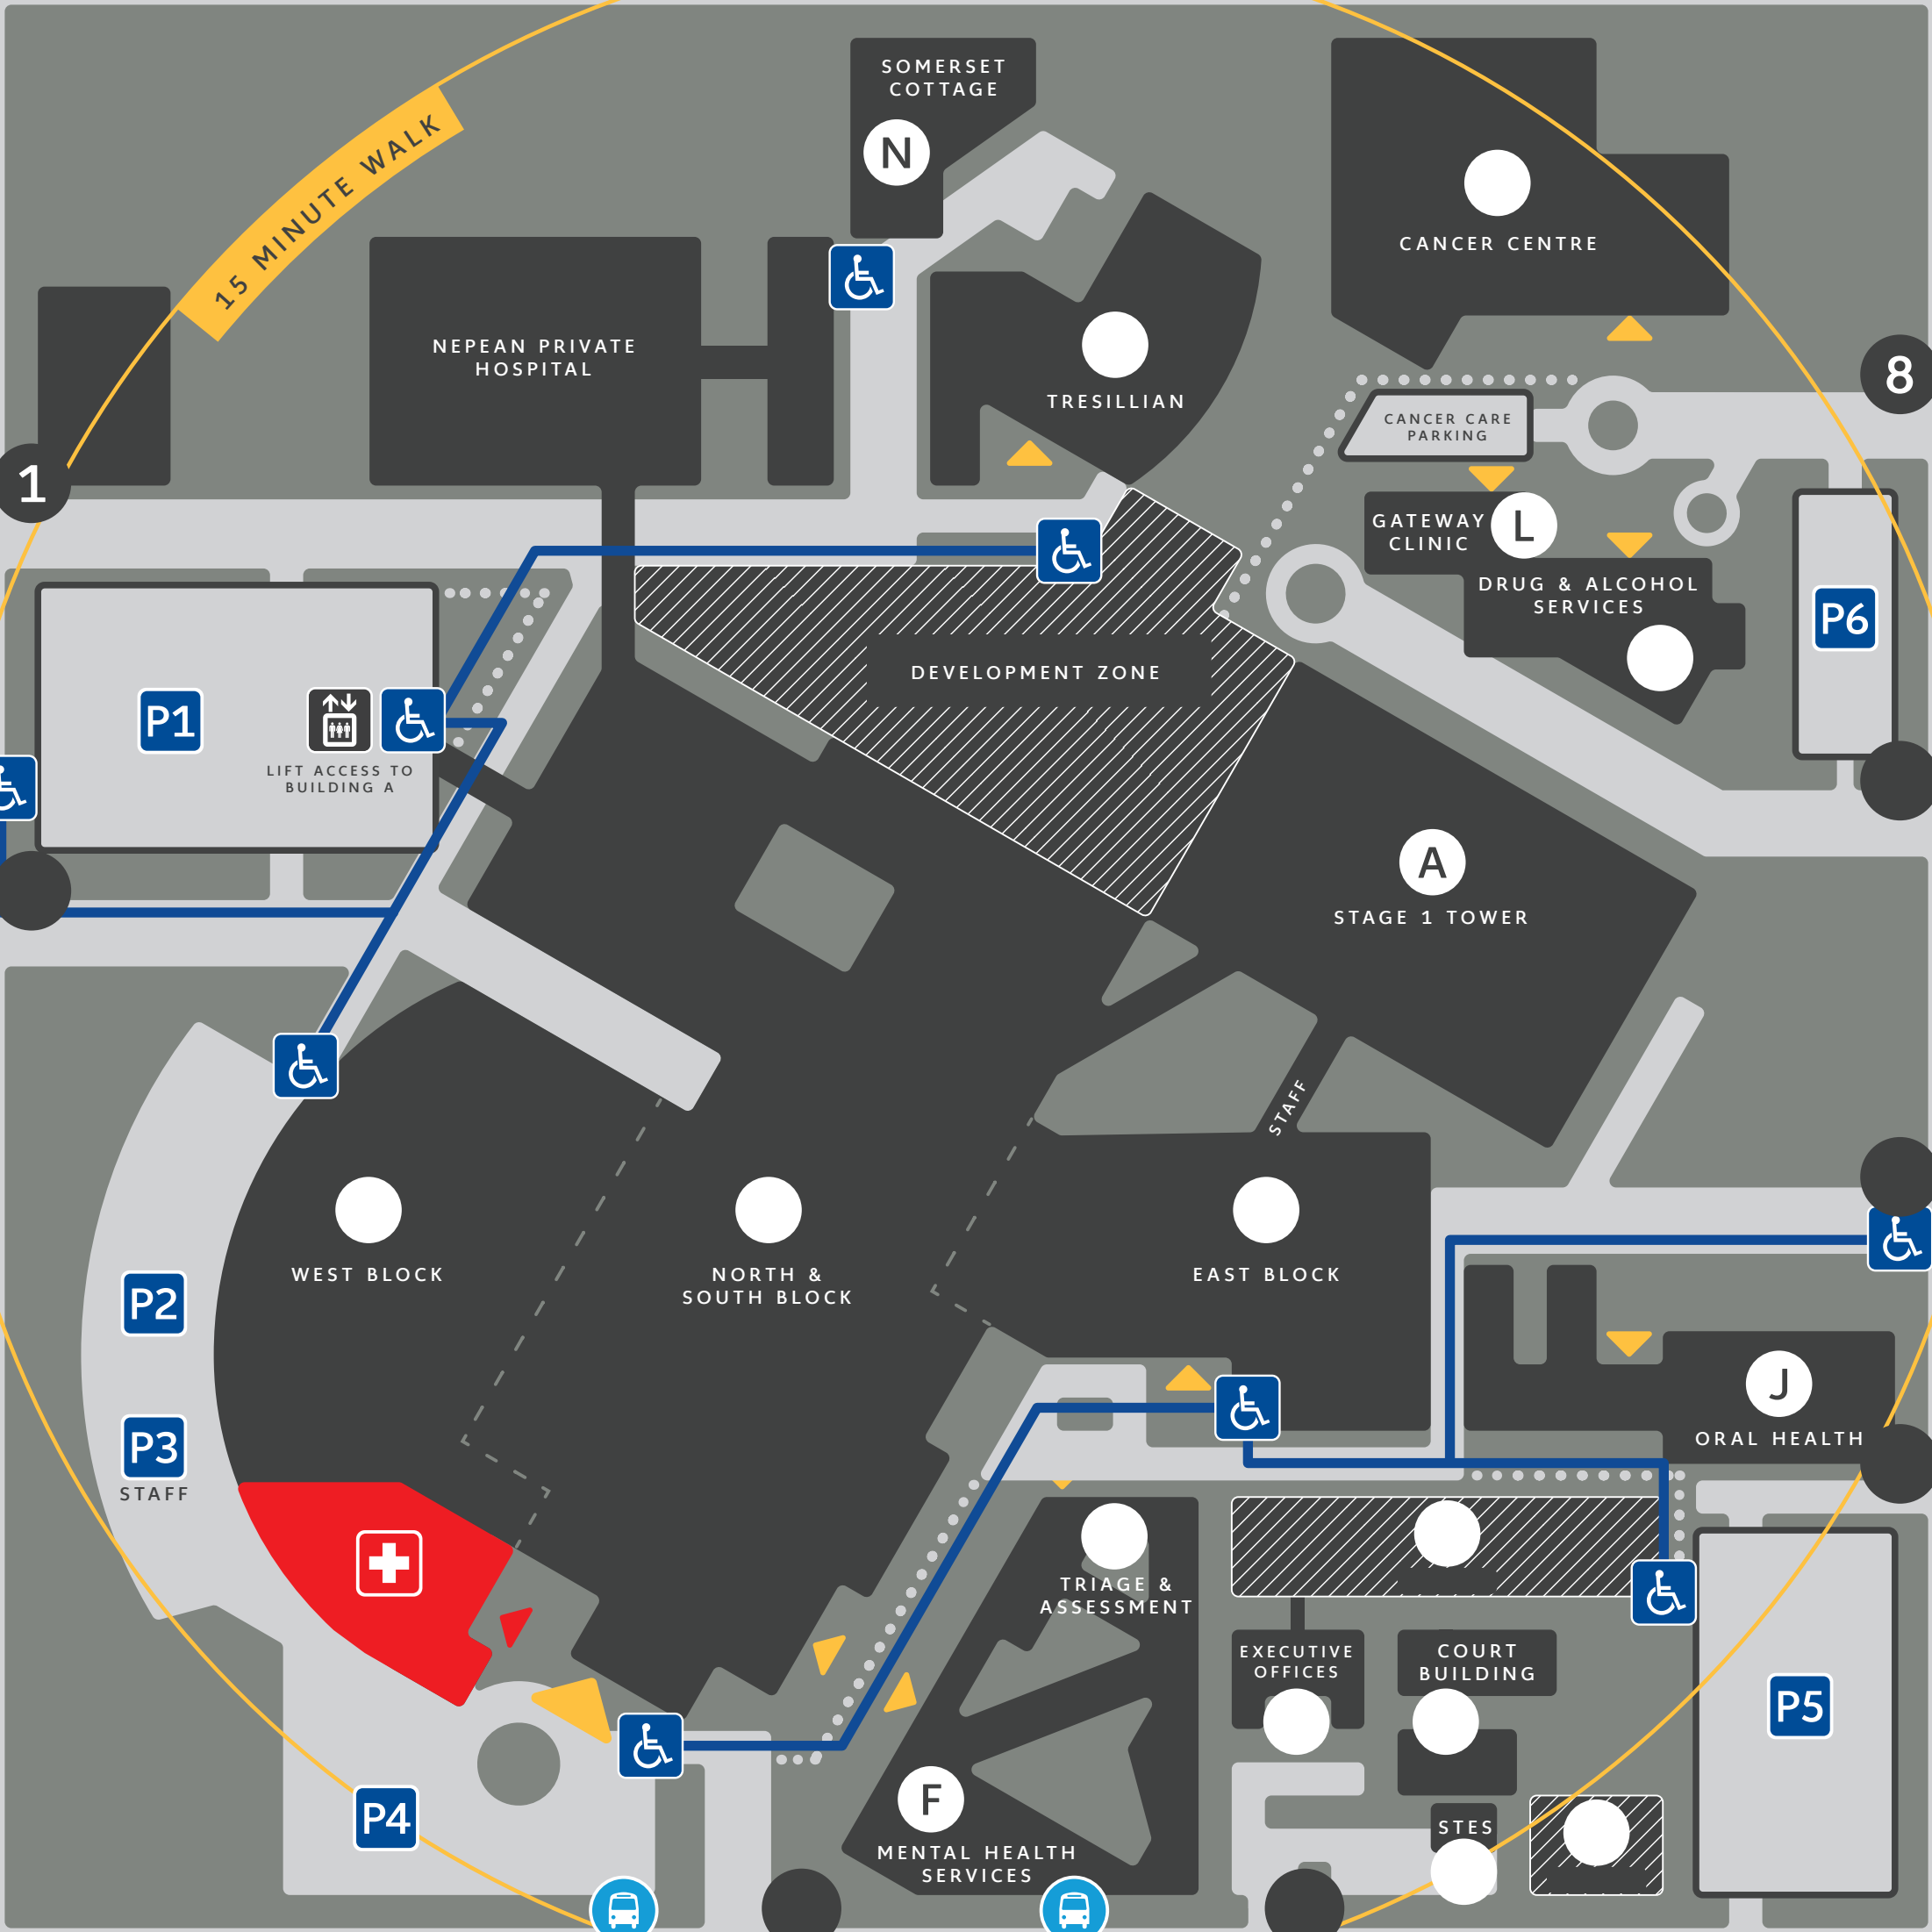 SOMERSET
COTTAGE
N
CANCER CENTRE
15 MINUTE WALK
NEPEAN PRIVATE
HOSPITAL
TRESILLIAN
8
CANCER CARE
PARKING
1
GATEWAY
CLINIC
L
DRUG & ALCOHOL
SERVICES
P6
DEVELOPMENT ZONE
P1
LIFT ACCESS TO
BUILDING A
A
STAGE 1 TOWER
STAFF
WEST BLOCK
NORTH &
SOUTH BLOCK
EAST BLOCK
P2
J
ORAL HEALTH
P3
STAFF
TRIAGE &
ASSESSMENT
EXECUTIVE
OFFICES
COURT
BUILDING
P5
F
MENTAL HEALTH
SERVICES
P4
STES